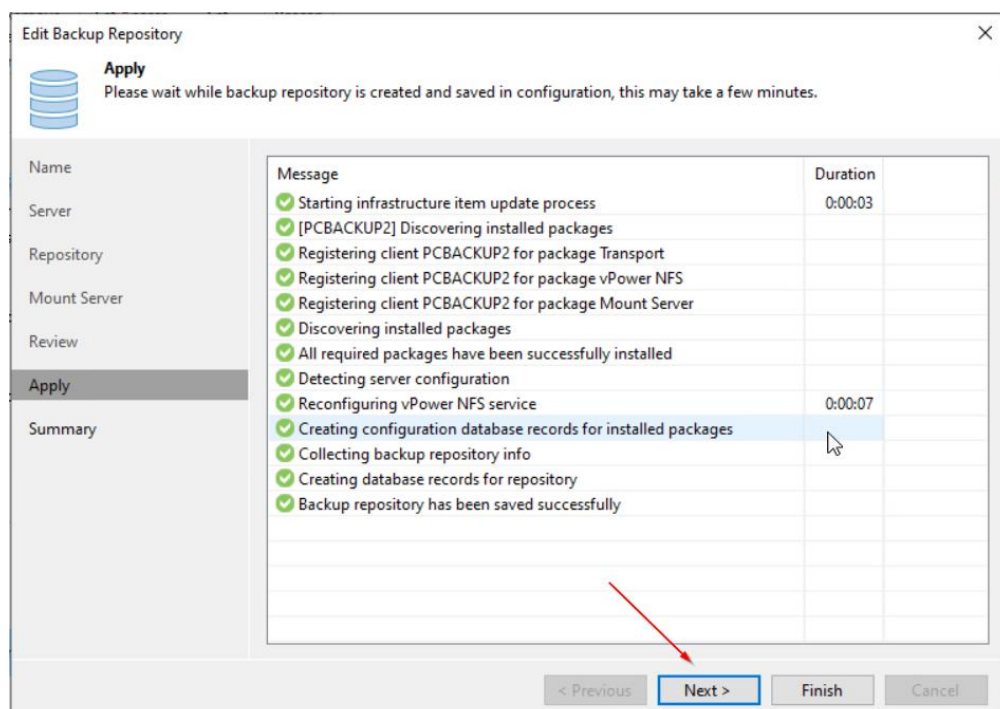 Edit Backup Repository
Apply
Please wait while backup repository is created and saved in configuration, this may take a few minutes.
Name
Server
Repository
Mount Server
Review
Apply
Summary
Message Duration
Starting infrastructure item update process 0:00:03
[PCBACKUP2] Discovering installed packages
Registering client PCBACKUP2 for package Transport
Registering client PCBACKUP2 for package vPower NFS
Registering client PCBACKUP2 for package Mount Server
Discovering installed packages
All required packages have been successfully installed
Detecting server configuration
Reconfiguring vPower NFS service 0:00:07
Creating configuration database records for installed packages
Collecting backup repository info
Creating database records for repository
Backup repository has been saved successfully
< Previous Next > Finish Cancel